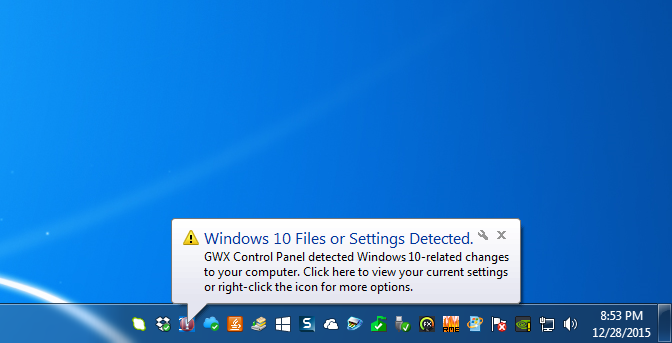 Windows 10 Files or Settings Detected.
GWX Control Panel detected Windows 10-related changes
to your computer. Click here to view your current settings
or right-click the icon for more options.
8:53 PM
12/28/2015